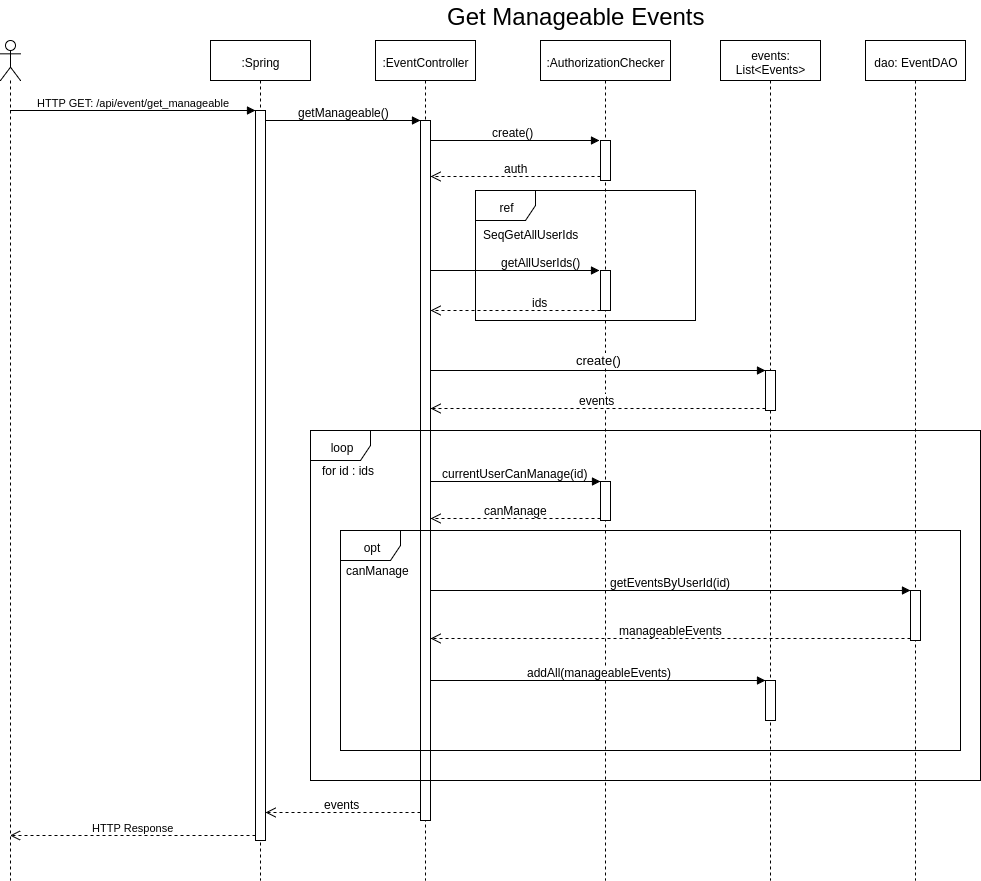 Get Manageable Events
:Spring
:EventController
:AuthorizationChecker
events:
List<Events>
dao: EventDAO
HTTP GET: /api/event/get_manageable
getManageable()
create()
auth
ref
SeqGetAllUserIds
getAllUserIds()
ids
create()
events
loop
for id : ids
currentUserCanManage(id)
canManage
opt
canManage
getEventsByUserId(id)
manageableEvents
addAll(manageableEvents)
events
HTTP Response